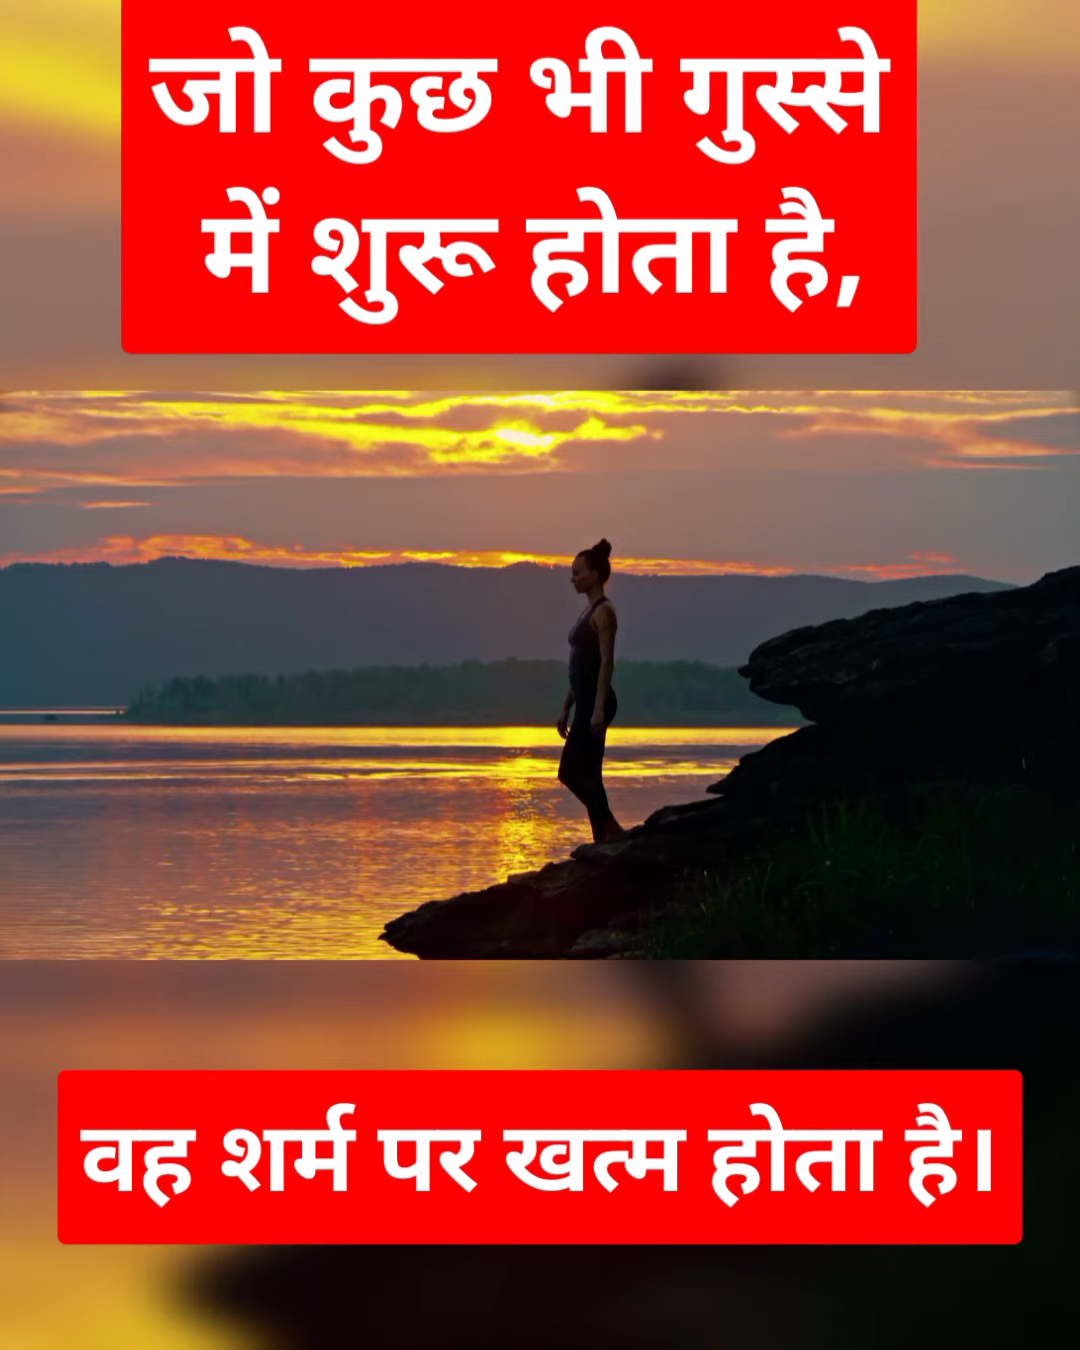 जो कुछ भी गुस्से
में शुरू होता है,
वह शर्म पर खत्म होता है।